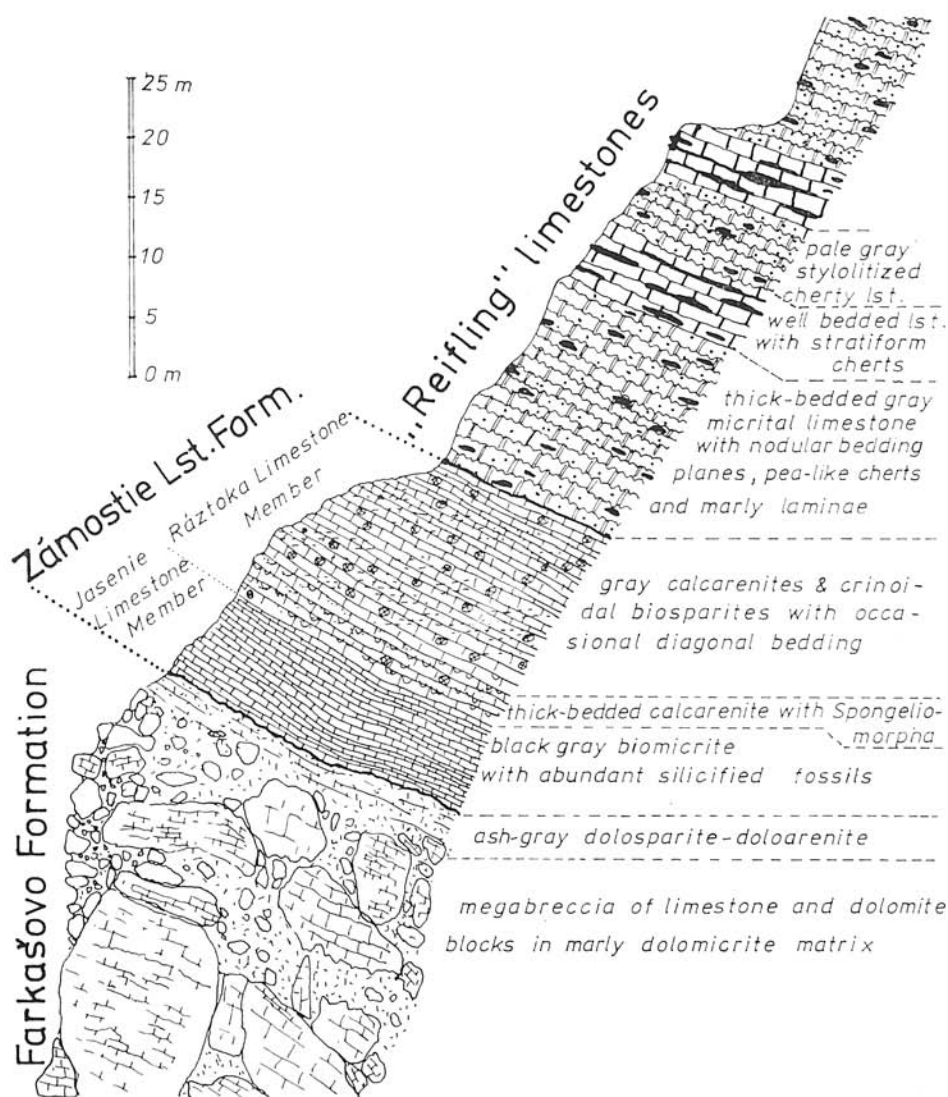 25 m
20
15
10
5
0 m
„Reifling" limestones
Zámostie Lst. Form.
Ráztoka Limestone
Member
Jasenie
Limestone
Member
Farkašovo Formation
pale gray
stylolitized
cherty lst.
well bedded lst.
with stratiform
cherts
thick-bedded gray
micrital limestone
with nodular bedding
planes, pea-like cherts
and marly laminae
gray calcarenites & crinoi-
dal biosparites with occa-
sional diagonal bedding
thick-bedded calcarenite with Spongelio-
morpha
black gray biomicrite
with abundant silicified fossils
ash-gray dolosparite-doloarenite
megabreccia of limestone and dolomite
blocks in marly dolomicrite matrix